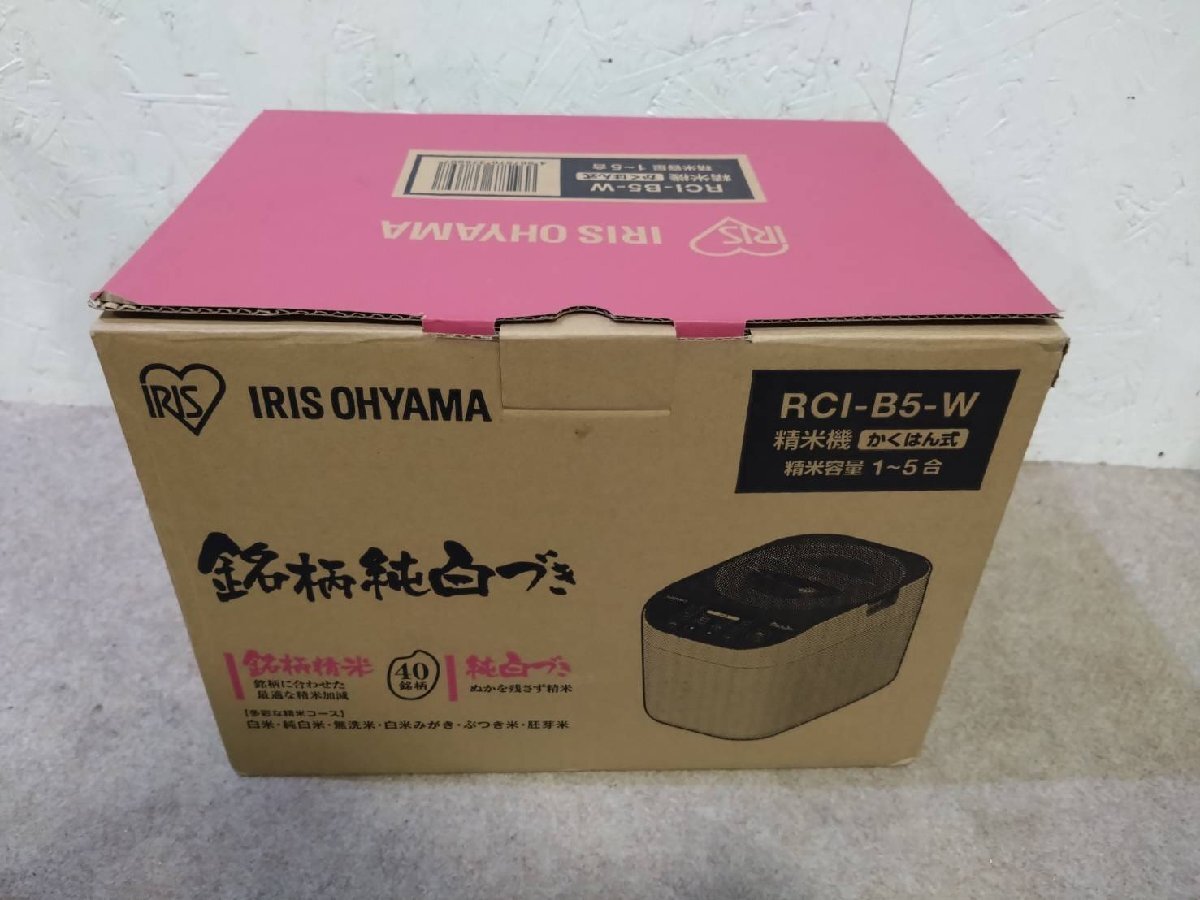 RCI-B5-W
精米機 かくはん式
精米容量 1~5合
IRIS IRIS OHYAMA
IRIS IRIS OHYAMA
RCI-B5-W
精米機 かくはん式
精米容量 1~5合
銘柄純白づき
銘柄精米
銘柄に合わせた
最適な精米加減
40
銘柄
純白づき
ぬかを残さず精米
【多彩な精米コース】
白米・純白米・無洗米・白米みがき・ぶつき米・胚芽米